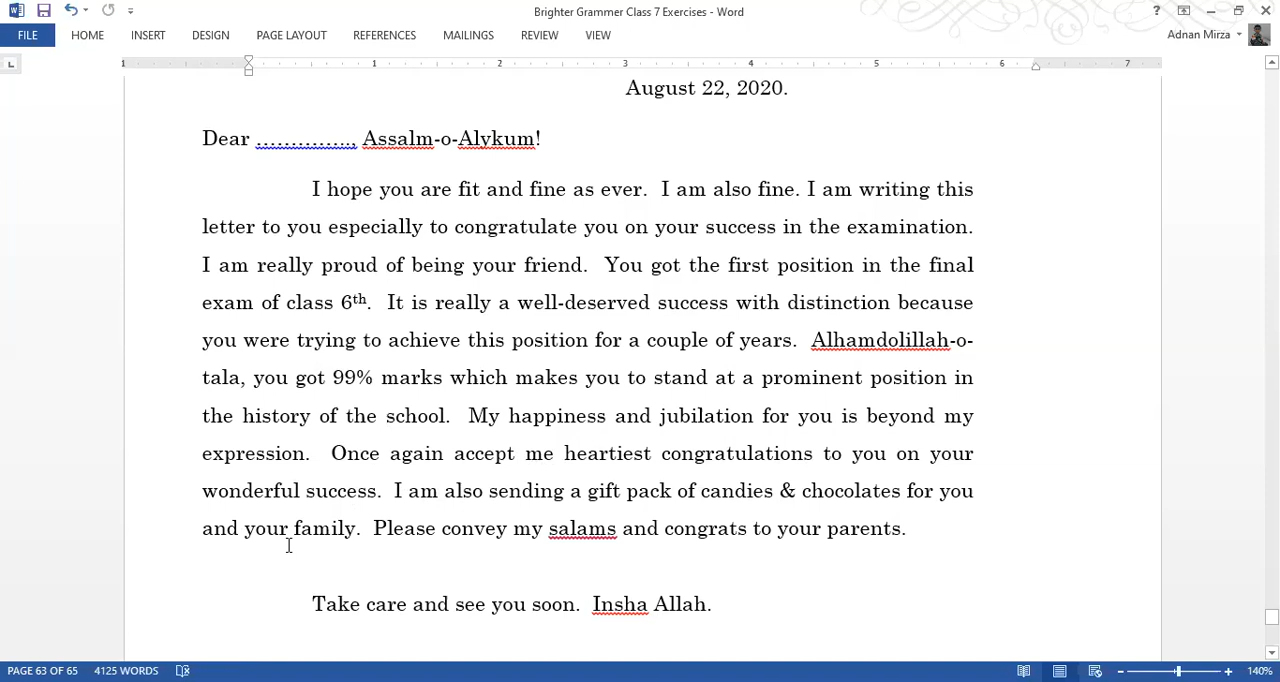 Brighter Grammer Class 7 Exercises - Word
?
FILE HOME INSERT DESIGN PAGE LAYOUT REFERENCES MAILINGS REVIEW VIEW Adnan Mirza
1 1 2 3 4 5 6 7
August 22, 2020.
Dear ………….., Assalm-o-Alykum!
I hope you are fit and fine as ever. I am also fine. I am writing this
letter to you especially to congratulate you on your success in the examination.
I am really proud of being your friend. You got the first position in the final
exam of class 6th. It is really a well-deserved success with distinction because
you were trying to achieve this position for a couple of years. Alhamdolillah-o-
tala, you got 99% marks which makes you to stand at a prominent position in
the history of the school. My happiness and jubilation for you is beyond my
expression. Once again accept me heartiest congratulations to you on your
wonderful success. I am also sending a gift pack of candies & chocolates for you
and your family. Please convey my salams and congrats to your parents.
Take care and see you soon. Insha Allah.
PAGE 63 OF 65 4125 WORDS 140%